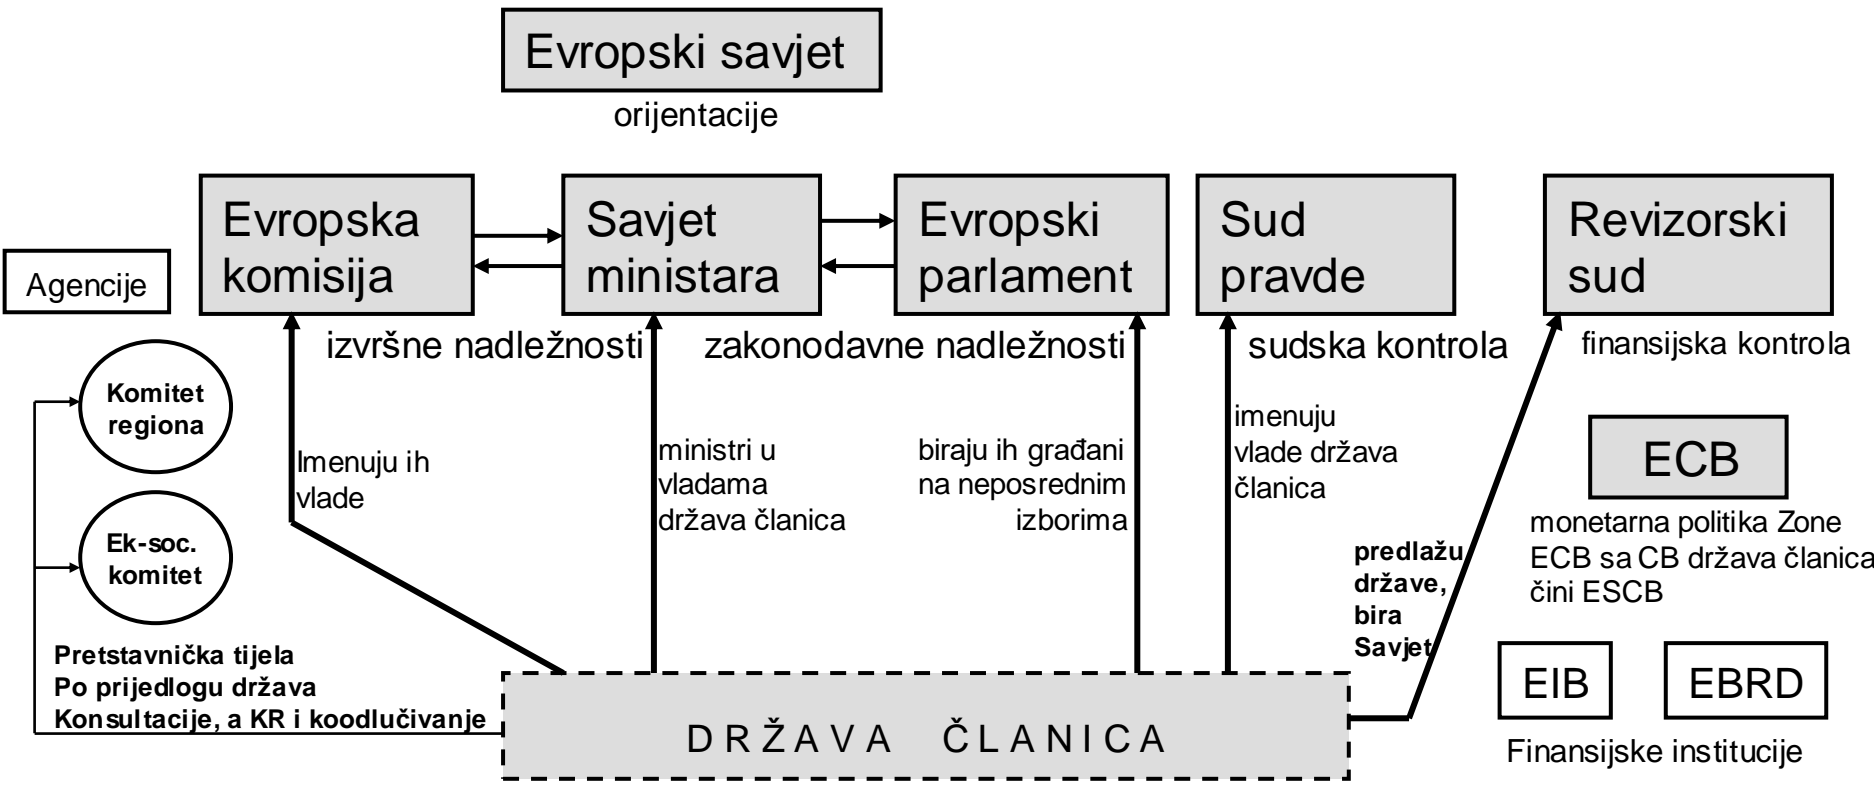 Evropski savjet
orijentacije
Evropska
komisija
Savjet
ministara
Evropski
parlament
Sud
pravde
Revizorski
sud
Agencije
izvršne nadležnosti
zakonodavne nadležnosti
sudska kontrola
finansijska kontrola
Komitet
regiona
Ek-soc.
komitet
Imenuju ih
vlade
ministri u
vladama
država članica
biraju ih građani
na neposrednim
izborima
imenuju
vlade država
članica
predlažu
države,
bira
Savjet
ECB
monetarna politika Zone
ECB sa CB država članica
čini ESCB
Pretstavnička tijela
Po prijedlogu država
Konsultacije, a KR i koodlučivanje
DRŽAVA ČLANICA
EIB
EBRD
Finansijske institucije